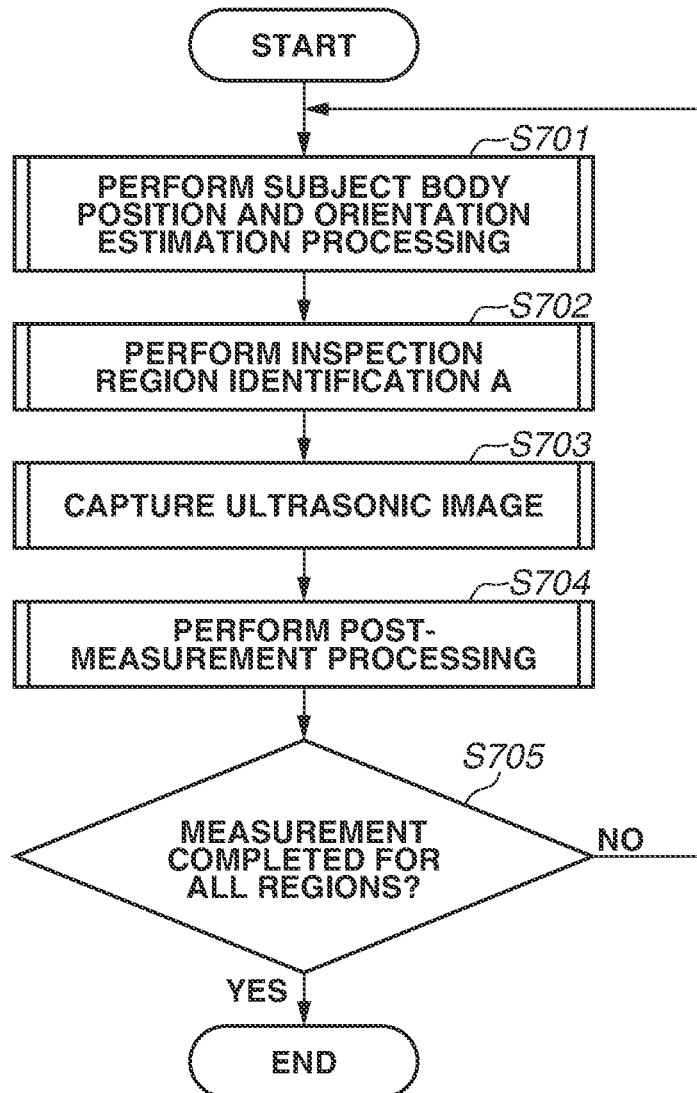 START
S701
PERFORM SUBJECT BODY
POSITION AND ORIENTATION
ESTIMATION PROCESSING
S702
PERFORM INSPECTION
REGION IDENTIFICATION A
S703
CAPTURE ULTRASONIC IMAGE
S704
PERFORM POST-
MEASUREMENT PROCESSING
S705
MEASUREMENT
COMPLETED FOR
ALL REGIONS?
NO
YES
END